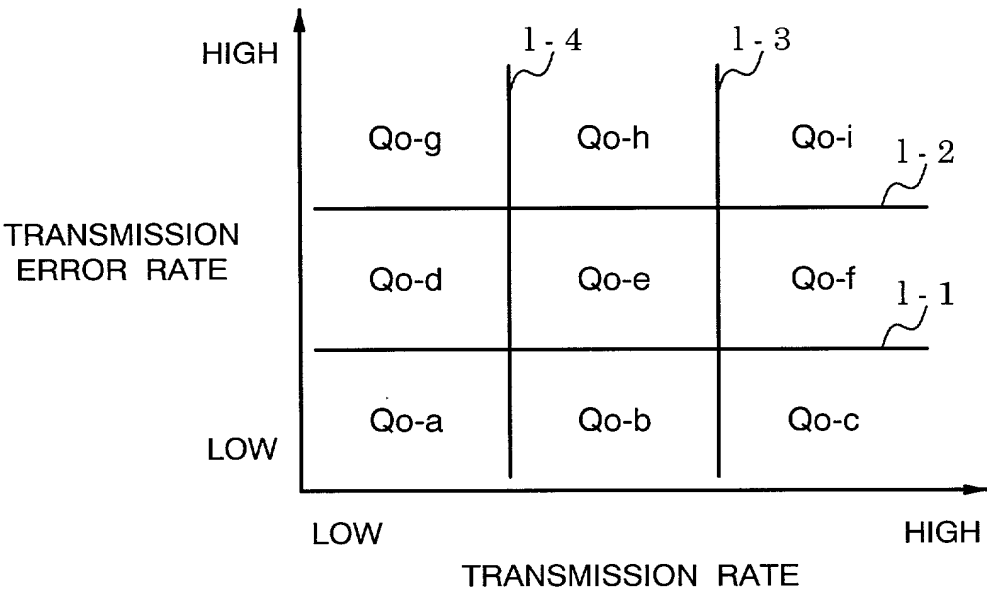 1 - 4
1 - 3
HIGH
Qo-g
Qo-h
Qo-i
1 - 2
TRANSMISSION
ERROR RATE
Qo-d
Qo-e
Qo-f
1 - 1
Qo-a
Qo-b
Qo-c
LOW
LOW
HIGH
TRANSMISSION RATE